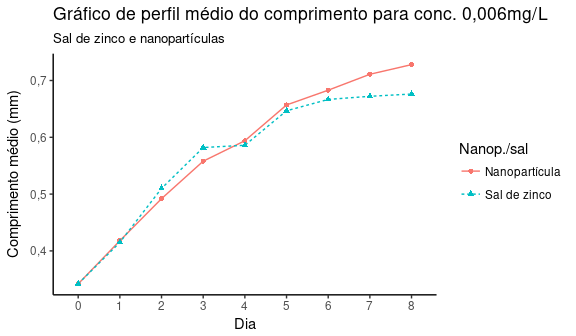 Gráfico de perfil médio do comprimento para conc. 0,006mg/L
Sal de zinco e nanopartículas
Comprimento médio (mm)
0,7
0,6
0,5
0,4
0 1 2 3 4 5 6 7 8
Dia
Nanop./sal
Nanopartícula
Sal de zinco